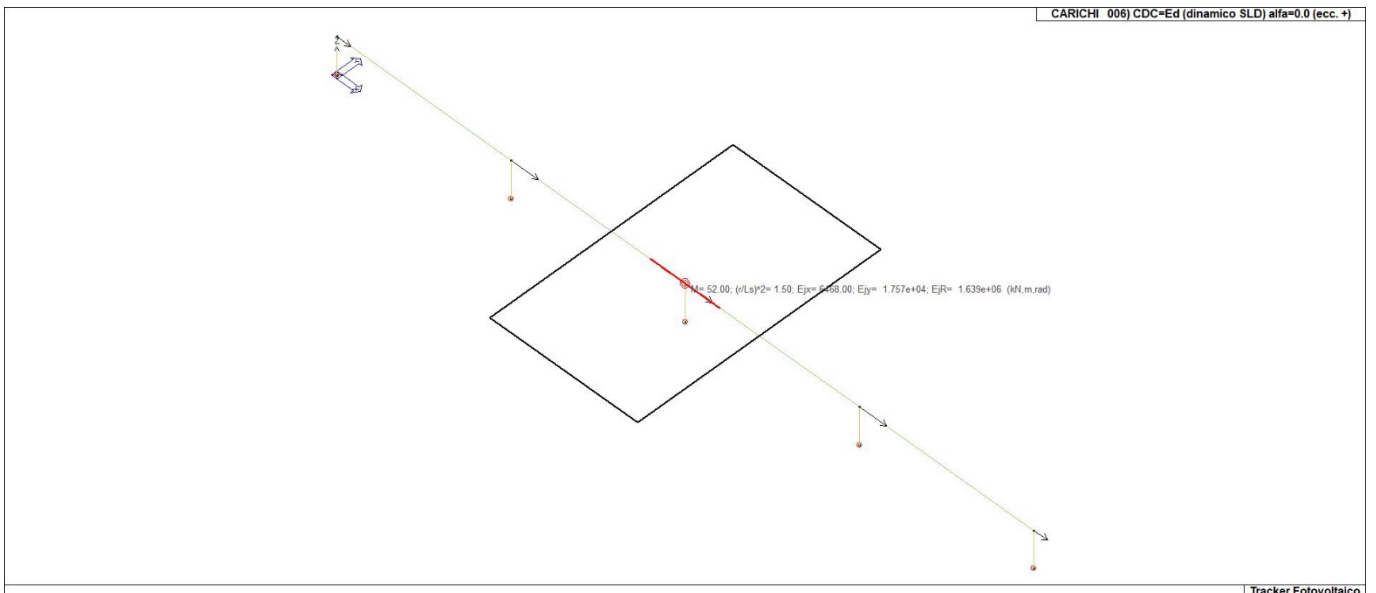 CARICHI 006) CDC=Ed (dinamico SLD) alfa=0.0 (ecc. +)
Z
M= 52.00; (r/Ls)^2= 1.50; Ejx= 6468.00; Ejy= 1.757e+04; EjR= 1.639e+06 (kN,m,rad)
Tracker Fotovoltaico